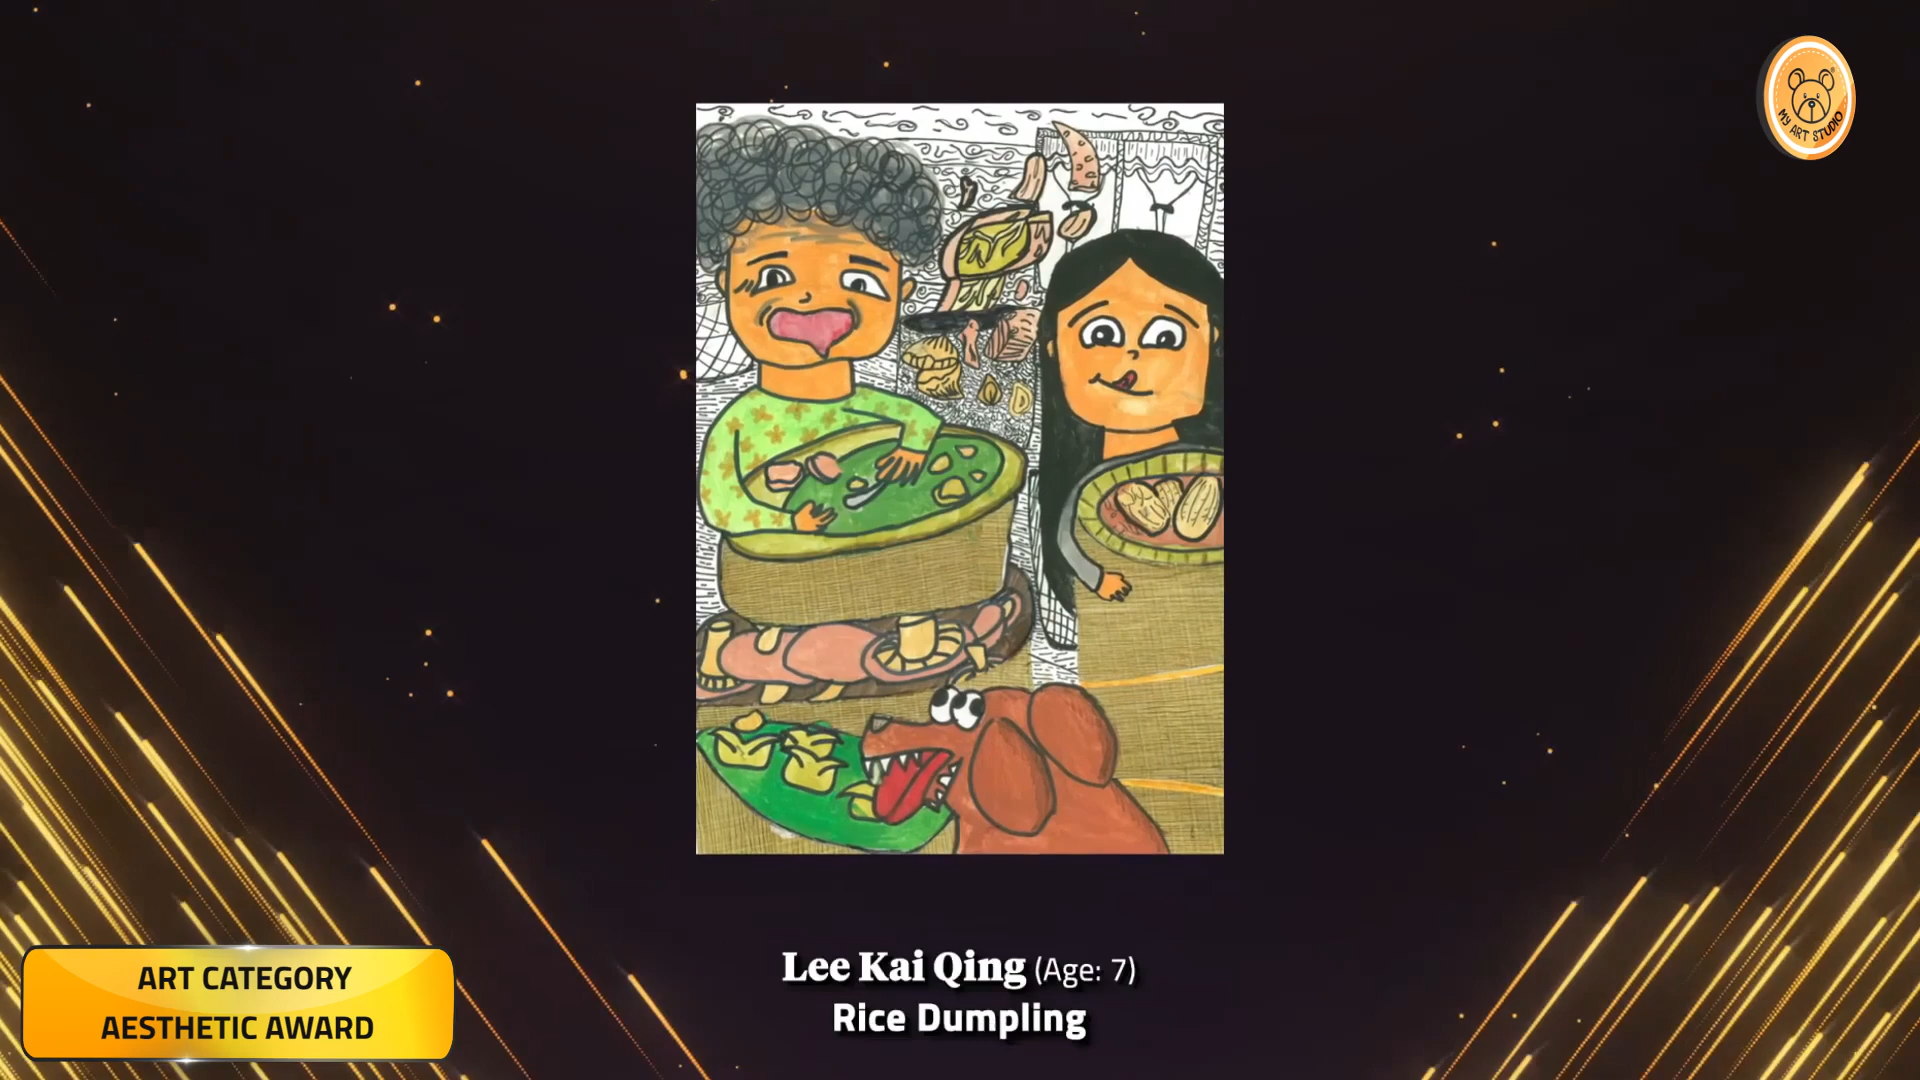 MY ART STUDIO
Lee Kai Qing (Age: 7)
Rice Dumpling
ART CATEGORY
AESTHETIC AWARD